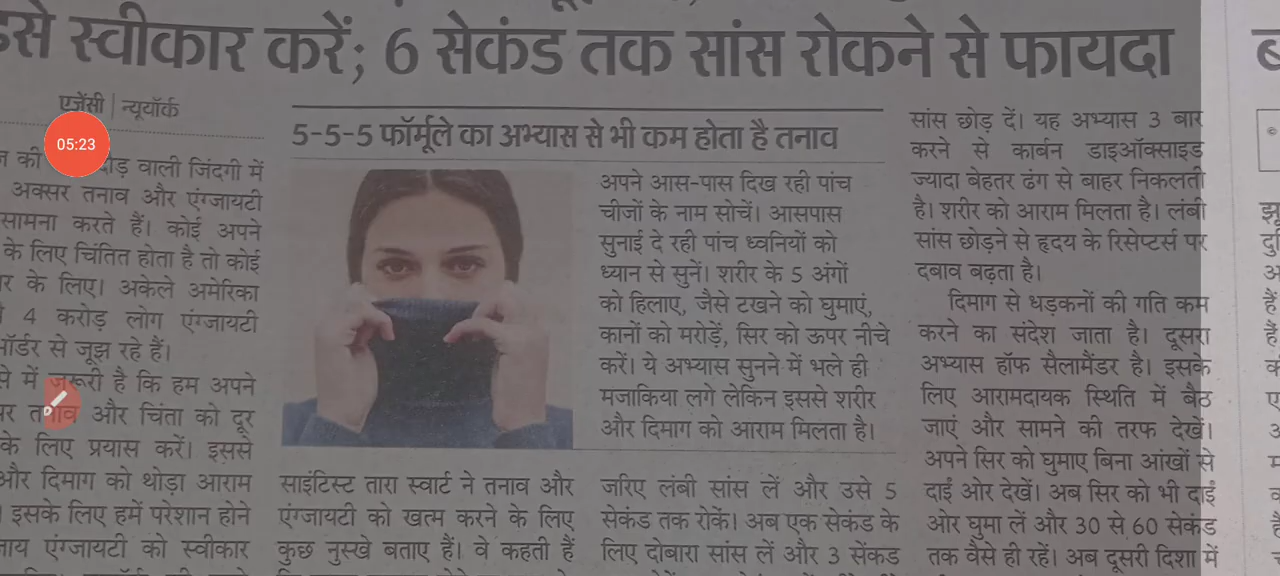 इसे स्वीकार करें; 6 सेकंड तक सांस रोकने से फायदा
एजेंसी | न्यूयॉर्क
05:23
की दौड़ वाली जिंदगी में
अक्सर तनाव और एंग्जायटी
सामना करते हैं। कोई अपने
के लिए चिंतित होता है तो कोई
के लिए। अकेले अमेरिका
4 करोड़ लोग एंग्जायटी
से जूझ रहे हैं।
में जरूरी है कि हम अपने
तनाव और चिंता को दूर
के लिए प्रयास करें। इससे
और दिमाग को थोड़ा आराम
इसके लिए हमें परेशान होने
एंग्जायटी को स्वीकार
5-5-5 फॉर्मूले का अभ्यास से भी कम होता है तनाव
अपने आस-पास दिख रही पांच
चीजों के नाम सोचें। आसपास
सुनाई दे रही पांच ध्वनियों को
ध्यान से सुनें। शरीर के 5 अंगों
को हिलाए, जैसे टखने को घुमाएं,
कानों को मरोड़ें, सिर को ऊपर नीचे
करें। ये अभ्यास सुनने में भले ही
मजाकिया लगे लेकिन इससे शरीर
और दिमाग को आराम मिलता है।
साइंटिस्ट तारा स्वार्ट ने तनाव और
एंग्जायटी को खत्म करने के लिए
कुछ नुस्खे बताए हैं। वे कहती हैं
जरिए लंबी सांस लें और उसे 5
सेकंड तक रोकें। अब एक सेकंड के
लिए दोबारा सांस लें और 3 सेंकड
सांस छोड़ दें। यह अभ्यास 3 बार
करने से कार्बन डाइऑक्साइड
ज्यादा बेहतर ढंग से बाहर निकलती
है। शरीर को आराम मिलता है। लंबी
सांस छोड़ने से हृदय के रिसेप्टर्स पर
दबाव बढ़ता है।
दिमाग से धड़कनों की गति कम
करने का संदेश जाता है। दूसरा
अभ्यास हॉफ सैलामैंडर है। इसके
लिए आरामदायक स्थिति में बैठ
जाएं और सामने की तरफ देखें।
अपने सिर को घुमाए बिना आंखों से
दाईं ओर देखें। अब सिर को भी दाईं
ओर घुमा लें और 30 से 60 सेकंड
तक वैसे ही रहें। अब दूसरी दिशा में